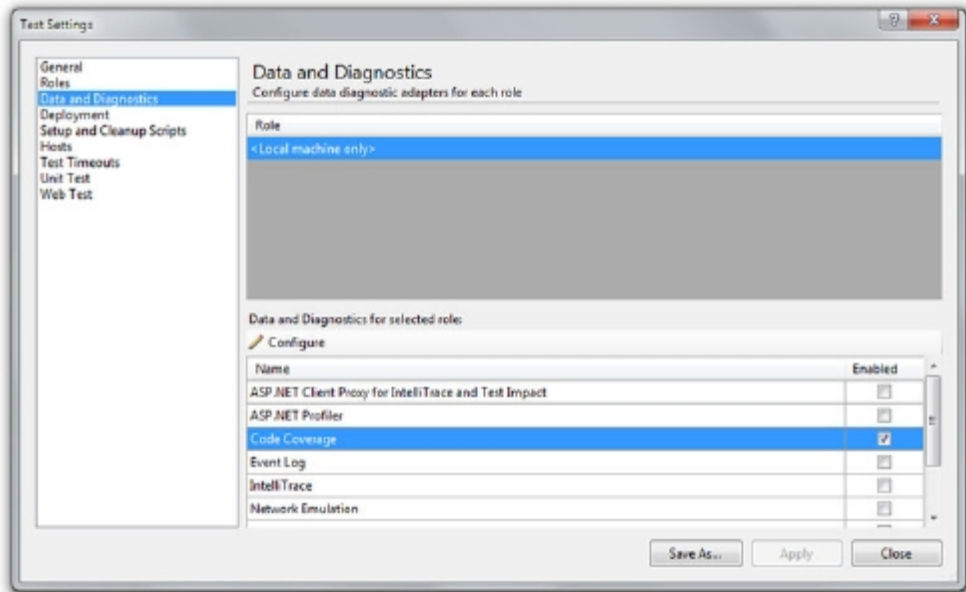 Test Settings
General
Roles
Data and Diagnostics
Deployment
Setup and Cleanup Scripts
Hosts
Test Timeouts
Unit Test
Web Test
Data and Diagnostics
Configure data diagnostic adapters for each role
Role
<Local machine only>
Data and Diagnostics for selected role:
Configure
Name Enabled
ASP.NET Client Proxy for IntelliTrace and Test Impact
ASP.NET Profiler
Code Coverage
Event Log
IntelliTrace
Network Emulation
Save As...
Apply
Close